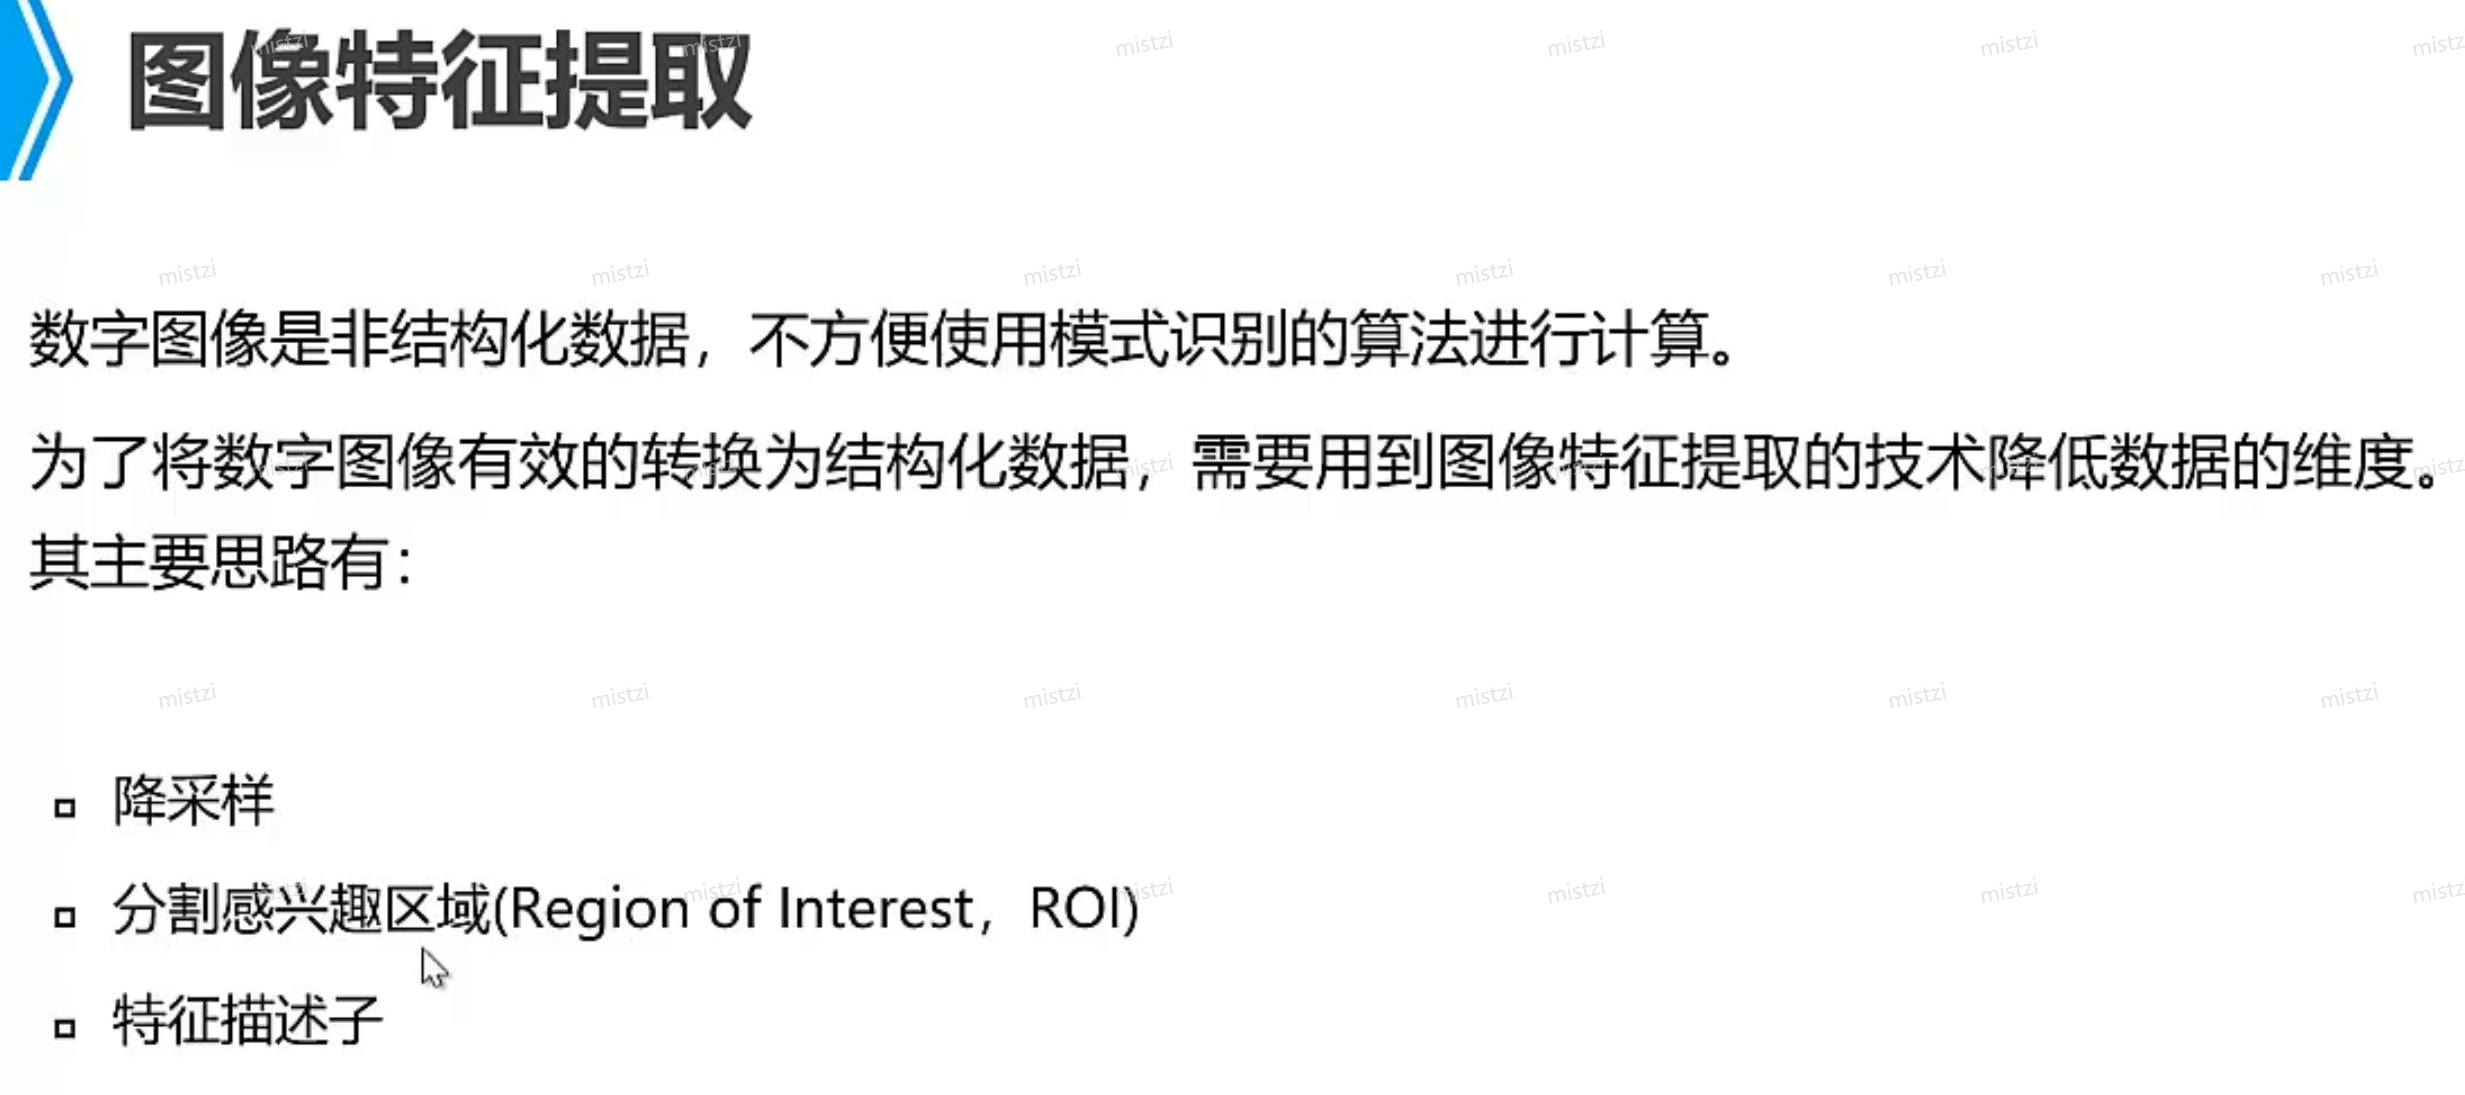 图像特征提取
数字图像是非结构化数据，不方便使用模式识别的算法进行计算。
为了将数字图像有效的转换为结构化数据，需要用到图像特征提取的技术降低数据的维度。
其主要思路有：
降采样
分割感兴趣区域(Region of Interest，ROI)
特征描述子
mistzi